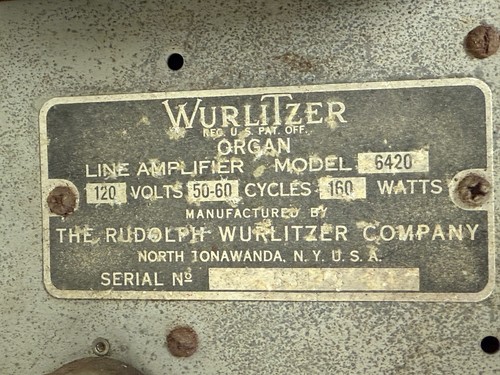 WURLITZER
REG. U.S. PAT. OFF.
ORGAN
LINE AMPLIFIER MODEL 6420
120 VOLTS 50-60 CYCLES 160 WATTS
MANUFACTURED BY
THE RUDOLPH WURLITZER COMPANY
NORTH TONAWANDA, N.Y. U.S.A.
SERIAL Nº